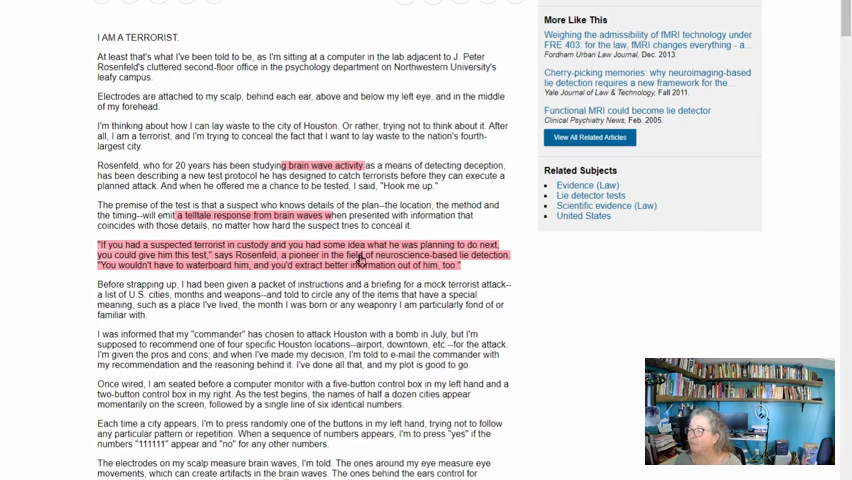 I AM A TERRORIST.
At least that's what I've been told to be, as I'm sitting at a computer in the lab adjacent to J. Peter
Rosenfeld's cluttered second-floor office in the psychology department on Northwestern University's
leafy campus.
Electrodes are attached to my scalp, behind each ear, above and below my left eye, and in the middle
of my forehead.
I'm thinking about how I can lay waste to the city of Houston. Or rather, trying not to think about it. After
all, I am a terrorist, and I'm trying to conceal the fact that I want to lay waste to the nation's fourth-
largest city.
Rosenfeld, who for 20 years has been studying brain wave activity as a means of detecting deception,
has been describing a new test protocol he has designed to catch terrorists before they can execute a
planned attack. And when he offered me a chance to be tested, I said, "Hook me up."
The premise of the test is that a suspect who knows details of the plan--the location, the method and
the timing--will emit a telltale response from brain waves when presented with information that
coincides with those details, no matter how hard the suspect tries to conceal it.
"If you had a suspected terrorist in custody and you had some idea what he was planning to do next,
you could give him this test," says Rosenfeld, a pioneer in the field of neuroscience-based lie detection.
"You wouldn't have to waterboard him, and you'd extract better information out of him, too."
Before strapping up, I had been given a packet of instructions and a briefing for a mock terrorist attack--
a list of U.S. cities, months and weapons--and told to circle any of the items that have a special
meaning, such as a place I've lived, the month I was born or any weaponry I am particularly fond of or
familiar with.
I was informed that my "commander" has chosen to attack Houston with a bomb in July, but I'm
supposed to recommend one of four specific Houston locations--airport, downtown, etc.--for the attack.
I'm given the pros and cons; and when I've made my decision, I'm told to e-mail the commander with
my recommendation and the reasoning behind it. I've done all that, and my plot is good to go.
Once wired, I am seated before a computer monitor with a five-button control box in my left hand and a
two-button control box in my right. As the test begins, the names of half a dozen cities appear
momentarily on the screen, followed by a single line of six identical numbers.
Each time a city appears, I'm to press randomly one of the buttons in my left hand, trying not to follow
any particular pattern or repetition. When a sequence of numbers appears, I'm to press "yes" if the
numbers "111111" appear and "no" for any other numbers.
The electrodes on my scalp measure brain waves, I'm told. The ones around my eye measure eye
movements, which can create artifacts in the brain waves. The ones behind the ears control for
More Like This
Weighing the admissibility of fMRI technology under
FRE 403: for the law, fMRI changes everything - a...
Fordham Urban Law Journal, Dec. 2013.
Cherry-picking memories: why neuroimaging-based
lie detection requires a new framework for the...
Yale Journal of Law & Technology, Fall 2011.
Functional MRI could become lie detector
Clinical Psychiatry News, Feb. 2005.
View All Related Articles
Related Subjects
• Evidence (Law)
• Lie detector tests
• Scientific evidence (Law)
• United States